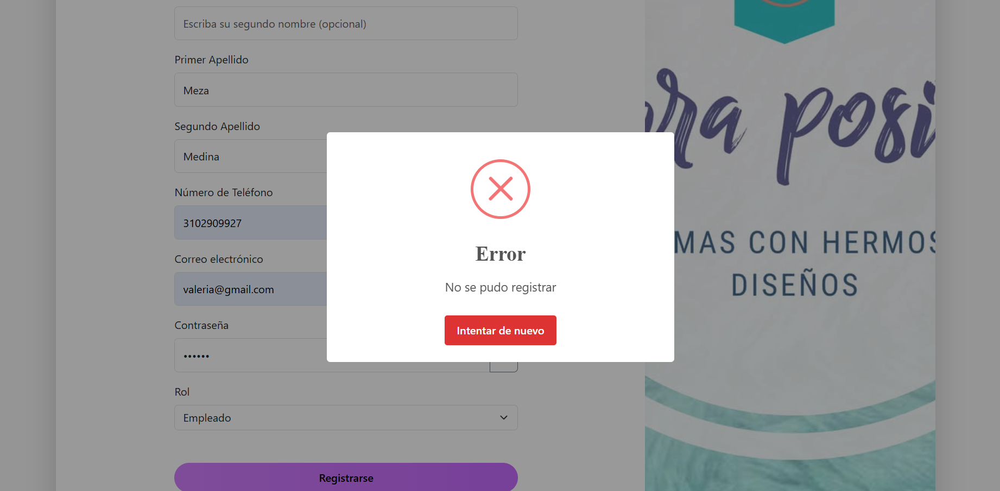 Escriba su segundo nombre (opcional)
Primer Apellido
Meza
Segundo Apellido
Medina
Número de Teléfono
3102909927
Correo electrónico
valeria@gmail.com
Contraseña
••••••
Rol
Empleado
Registrarse
Error
No se pudo registrar
Intentar de nuevo
ra posi
MAS CON HERMOS
DISEÑOS